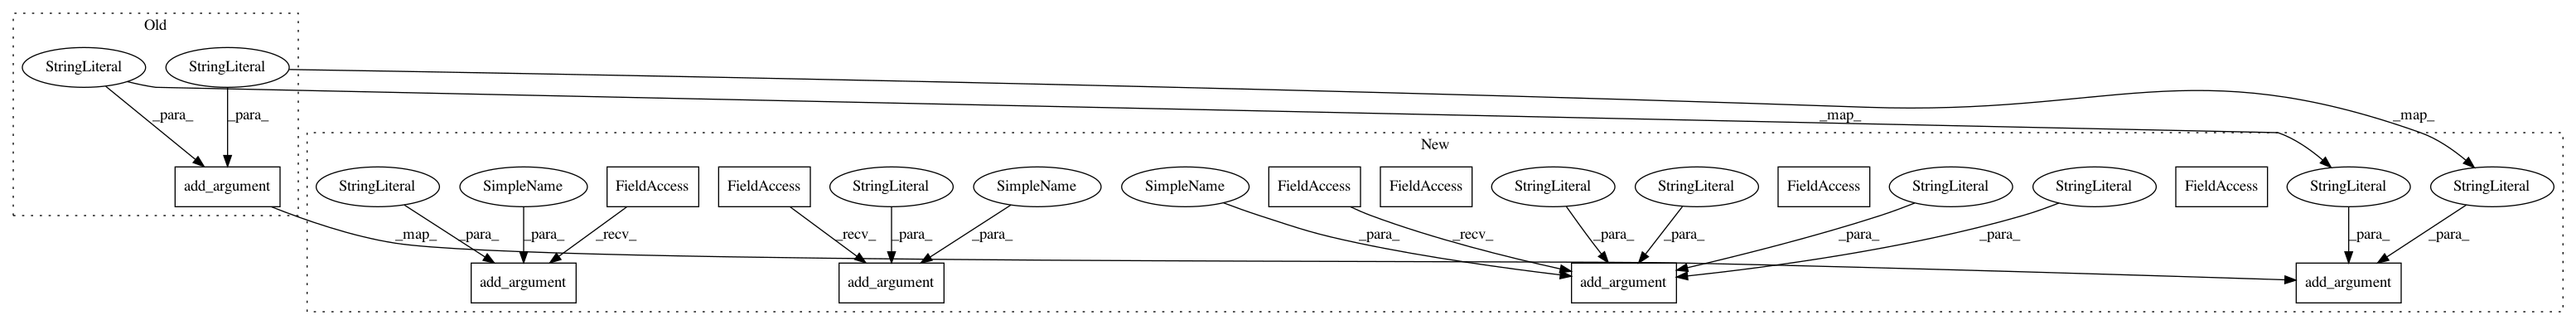 Old
StringLiteral StringLiteral
_para_ _para_ _map_ _map_
New
add_argument StringLiteral SimpleName FieldAccess FieldAccess StringLiteral SimpleName SimpleName FieldAccess FieldAccess StringLiteral StringLiteral FieldAccess StringLiteral StringLiteral FieldAccess StringLiteral StringLiteral
_map_ _para_ _para_ _recv_ _recv_ _para_ _para_ _para_ _recv_ _para_ _para_ _para_ _para_ _para_ _para_
add_argument add_argument add_argument add_argument